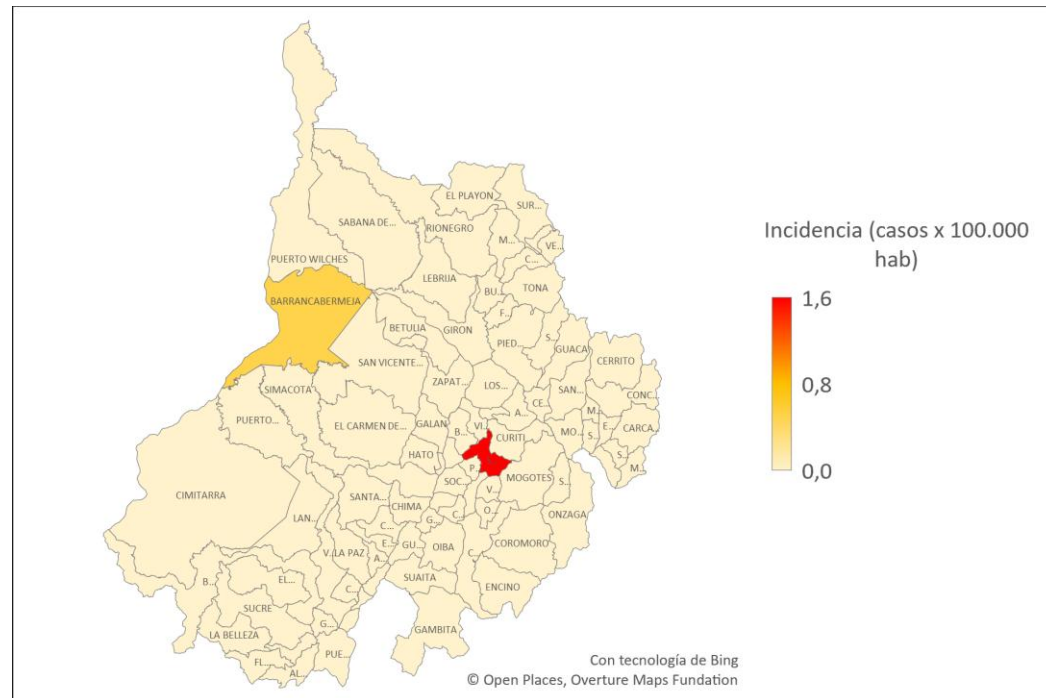 EL PLAYON
SUR...
SABANA DE...
RIONEGRO
M...
VE...
C...
PUERTO WILCHES
LEBRIJA
TONA
BU...
BARRANCABERMEJA
F...
BETULIA
GIRON
PIED...
S...
GUACA
SAN VICENTE...
CERRITO
ZAPAT...
LOS...
SAN...
SIMACOTA
CE...
CONC...
M...
PUERTO...
A...
EL CARMEN DE...
GALAN
VI...
B...
CURITI
MO...
S...
E...
CARCA...
HATO
S...
P...
M...
MOGOTES
CIMITARRA
SOC...
V...
S...
SANTA...
CHIMA
O...
C...
ONZAGA
LAN...
G...
C...
E...
GU...
OIBA
COROMORO
V...
LA PAZ
A...
C...
B...
EL...
SUAITA
ENCINO
C...
SUCRE
G...
LA BELLEZA
GAMBITA
PUE...
FL...
AL...
Incidencia (casos x 100.000
hab)
1,6
0,8
0,0
Con tecnología de Bing
© Open Places, Overture Maps Fundation